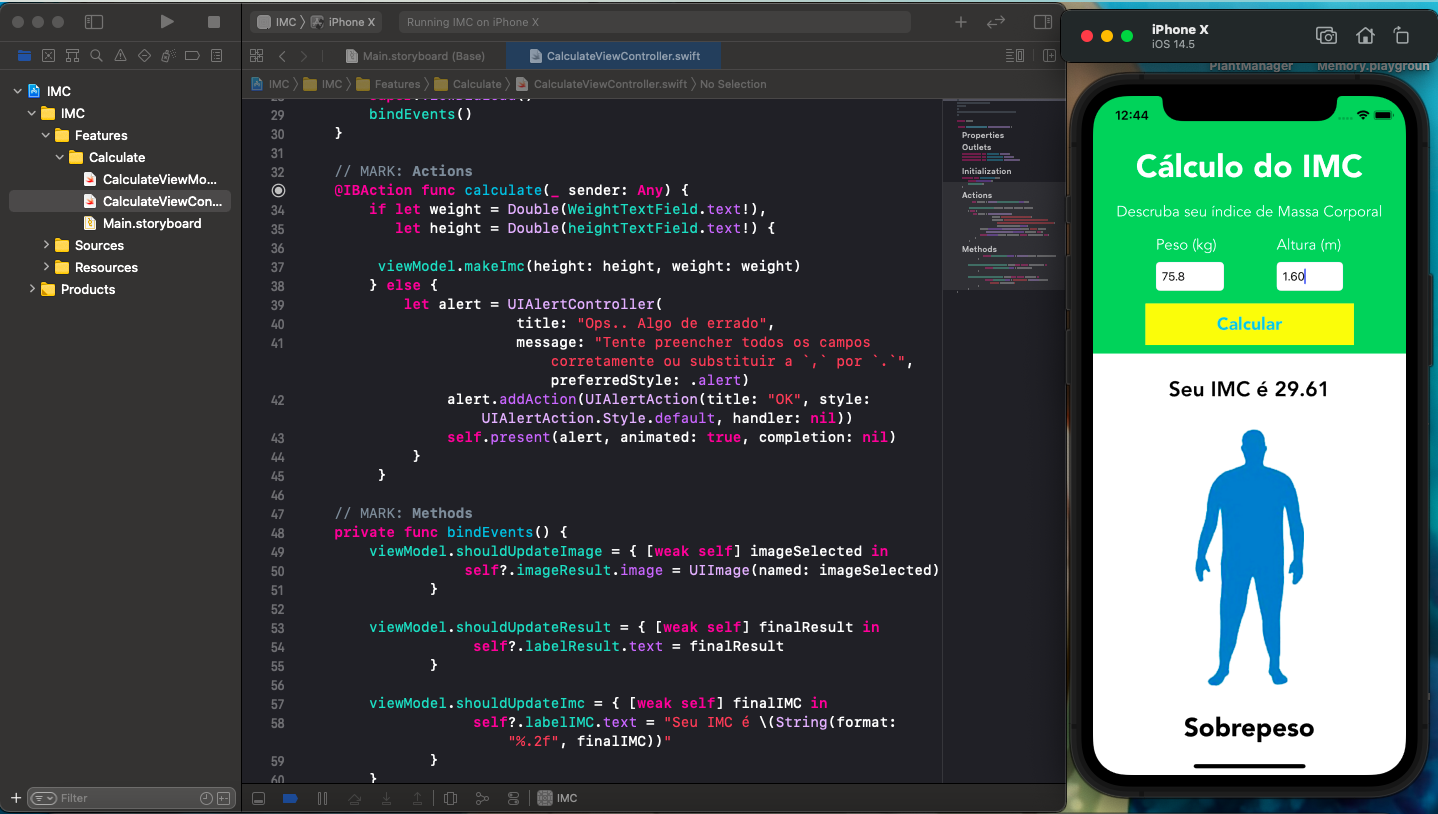 IMC
iPhone X
Running IMC on iPhone X
Main.storyboard (Base)
CalculateViewController.swift
IMC
IMC
Features
Calculate
CalculateViewController.swift
No Selection
IMC
IMC
Features
Calculate
CalculateViewMo...
CalculateViewCon...
Main.storyboard
Sources
Resources
Products
Filter
29 bindEvents()
30 }
31
32 // MARK: Actions
@IBAction func calculate(_ sender: Any) {
34 if let weight = Double(WeightTextField.text!),
35 let height = Double(heightTextField.text!) {
36
37 viewModel.makeImc(height: height, weight: weight)
38 } else {
39 let alert = UIAlertController(
40 title: "Ops.. Algo de errado",
41 message: "Tente preencher todos os campos
corretamente ou substituir a `,` por `.`",
preferredStyle: .alert)
42 alert.addAction(UIAlertAction(title: "OK", style:
UIAlertAction.Style.default, handler: nil))
43 self.present(alert, animated: true, completion: nil)
44 }
45 }
46
47 // MARK: Methods
48 private func bindEvents() {
49 viewModel.shouldUpdateImage = { [weak self] imageSelected in
50 self?.imageResult.image = UIImage(named: imageSelected)
51 }
52
53 viewModel.shouldUpdateResult = { [weak self] finalResult in
54 self?.labelResult.text = finalResult
55 }
56
57 viewModel.shouldUpdateImc = { [weak self] finalIMC in
58 self?.labelIMC.text = "Seu IMC é \(String(format:
"%.2f", finalIMC))"
59 }
60 }
Properties
Outlets
Initialization
Actions
Methods
IMC
iPhone X
iOS 14.5
PlantManager
Memory.playgroun
12:44
Cálculo do IMC
Descruba seu índice de Massa Corporal
Peso (kg)
Altura (m)
75.8
1.60
Calcular
Seu IMC é 29.61
Sobrepeso